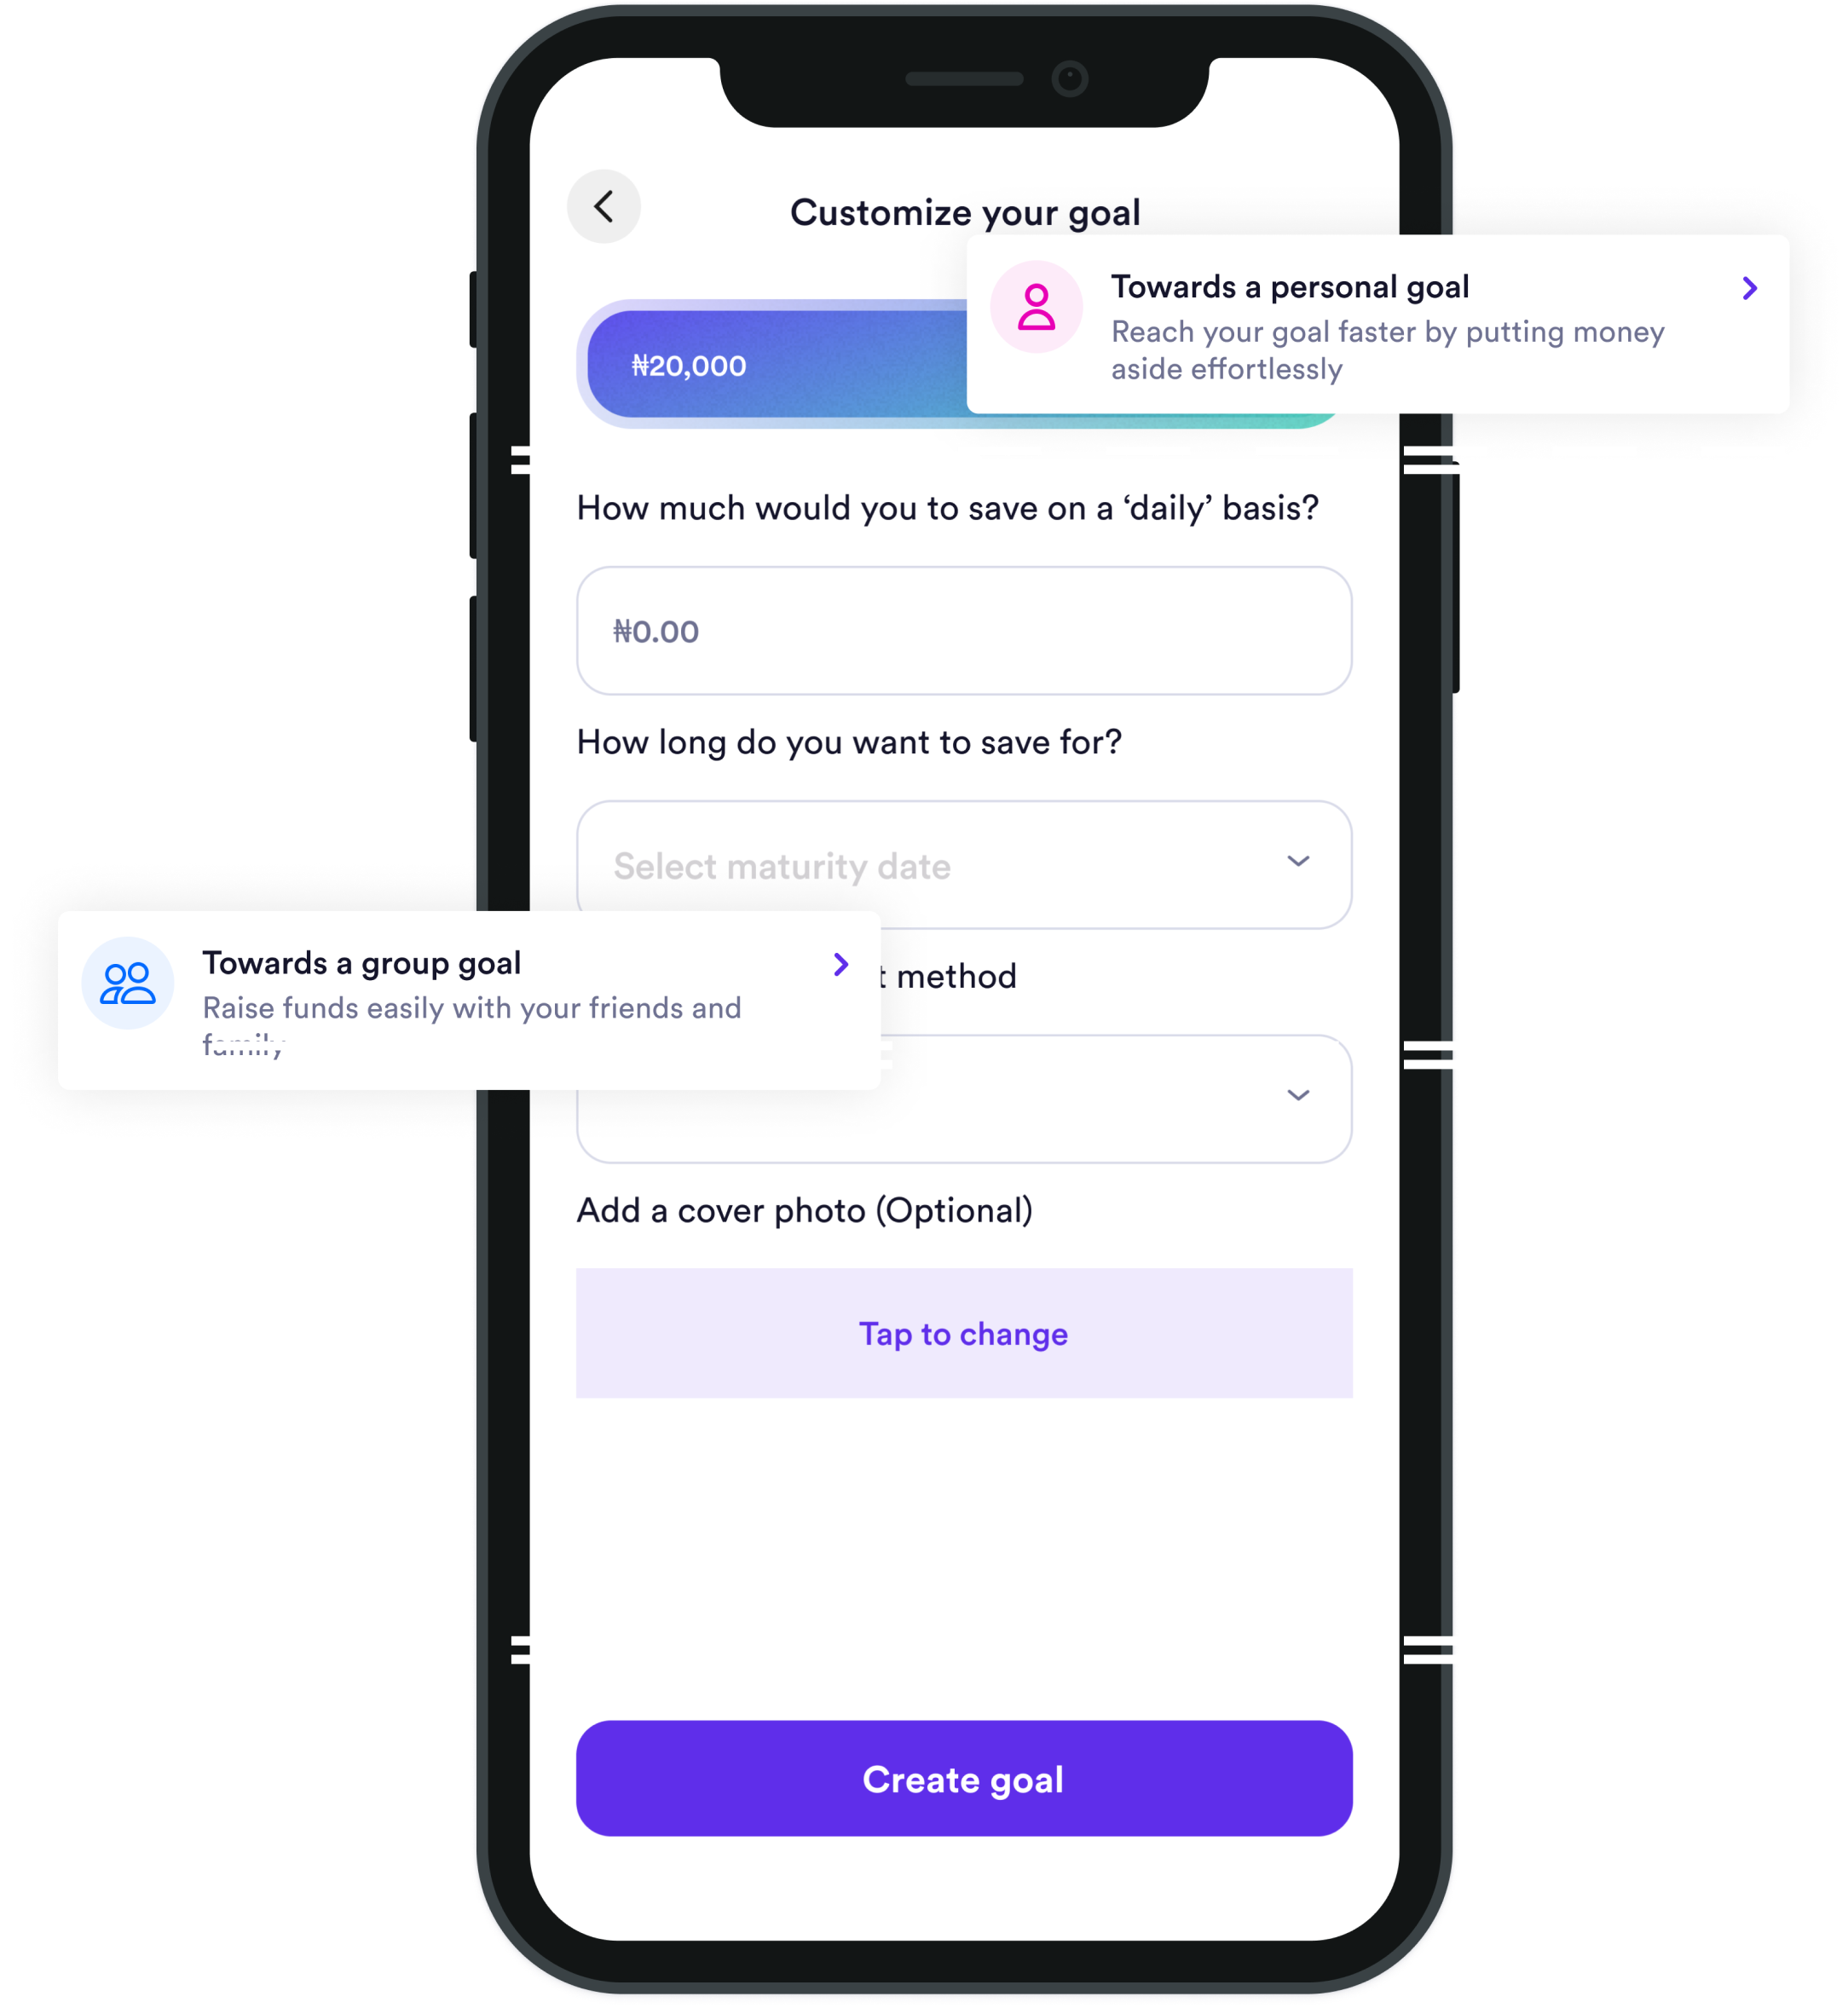 Customize your goal
Towards a personal goal
Reach your goal faster by putting money
aside effortlessly
₦20,000
How much would you to save on a ‘daily’ basis?
₦0.00
How long do you want to save for?
Select maturity date
Towards a group goal
Raise funds easily with your friends and
family
method
Add a cover photo (Optional)
Tap to change
Create goal